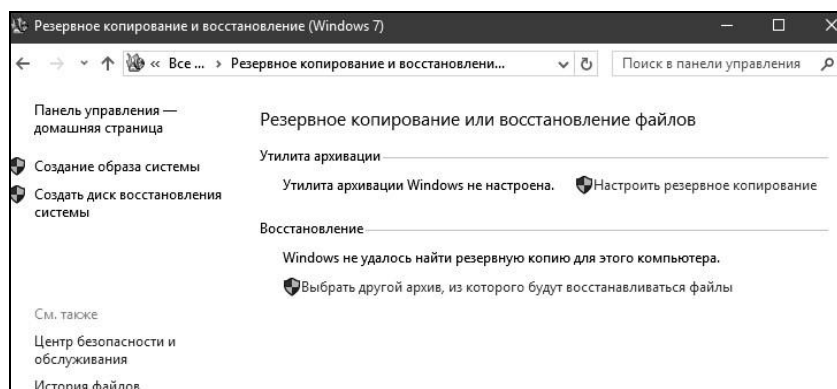 Резервное копирование и восстановление (Windows 7)
« Все ... › Резервное копирование и восстановлени...
Поиск в панели управления
Панель управления —
домашняя страница
Создание образа системы
Создать диск восстановления
системы
Резервное копирование или восстановление файлов
Утилита архивации
Утилита архивации Windows не настроена. Настроить резервное копирование
Восстановление
Windows не удалось найти резервную копию для этого компьютера.
Выбрать другой архив, из которого будут восстанавливаться файлы
См. также
Центр безопасности и
обслуживания
История файлов